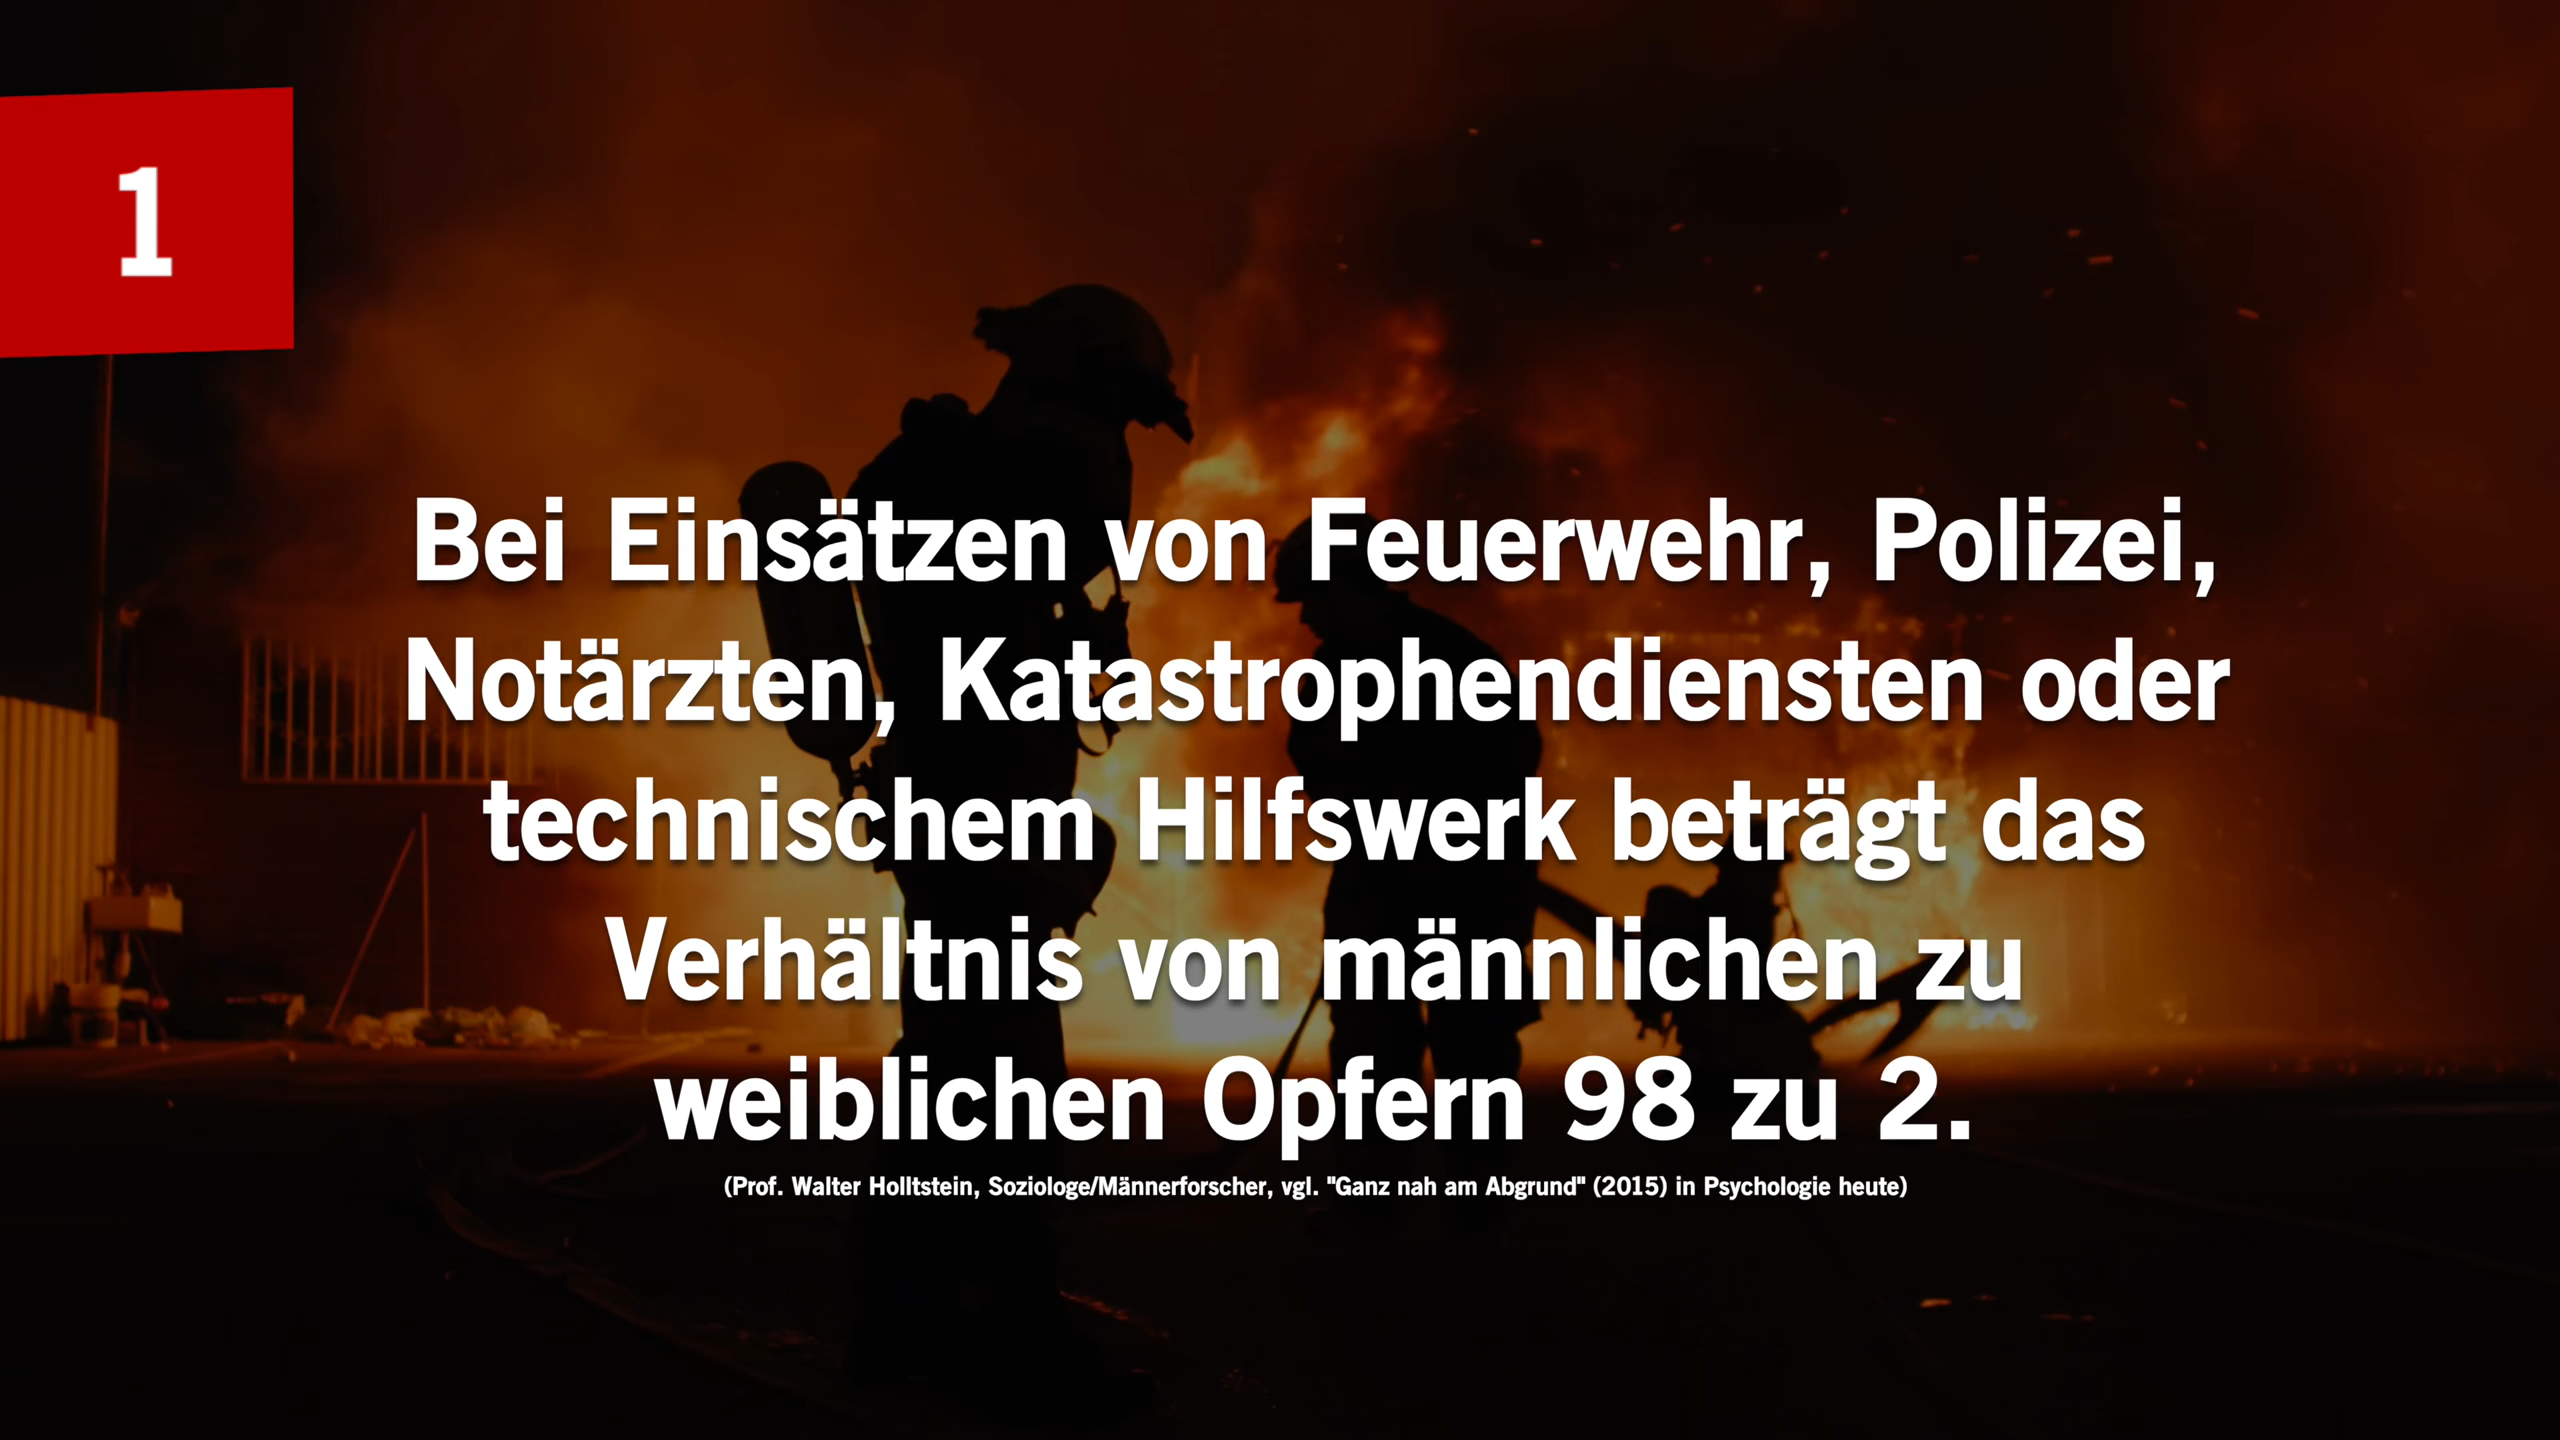 1
Bei Einsätzen von Feuerwehr, Polizei,
Notärzten, Katastrophendiensten oder
technischem Hilfswerk beträgt das
Verhältnis von männlichen zu
weiblichen Opfern 98 zu 2.
(Prof. Walter Holltstein, Soziologe/Männerforscher, vgl. "Ganz nah am Abgrund" (2015) in Psychologie heute)